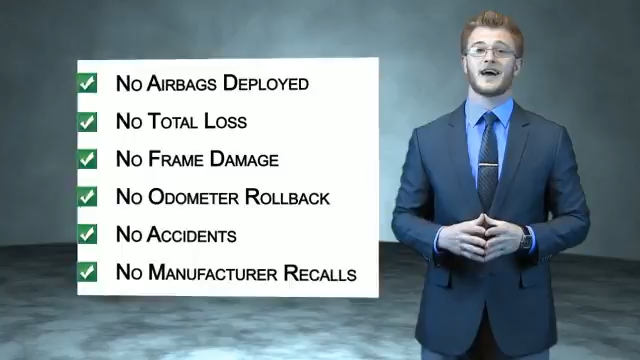 No Airbags Deployed
No Total Loss
No Frame Damage
No Odometer Rollback
No Accidents
No Manufacturer Recalls